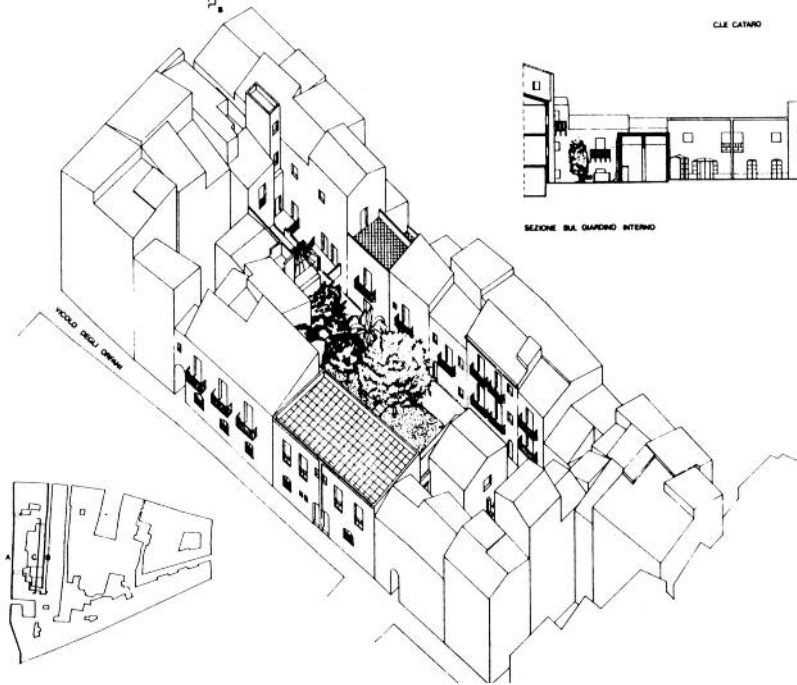 B
C.LE CATARO
SEZIONE SUL GIARDINO INTERNO
VICOLO DEGLI ORFANI
A C B